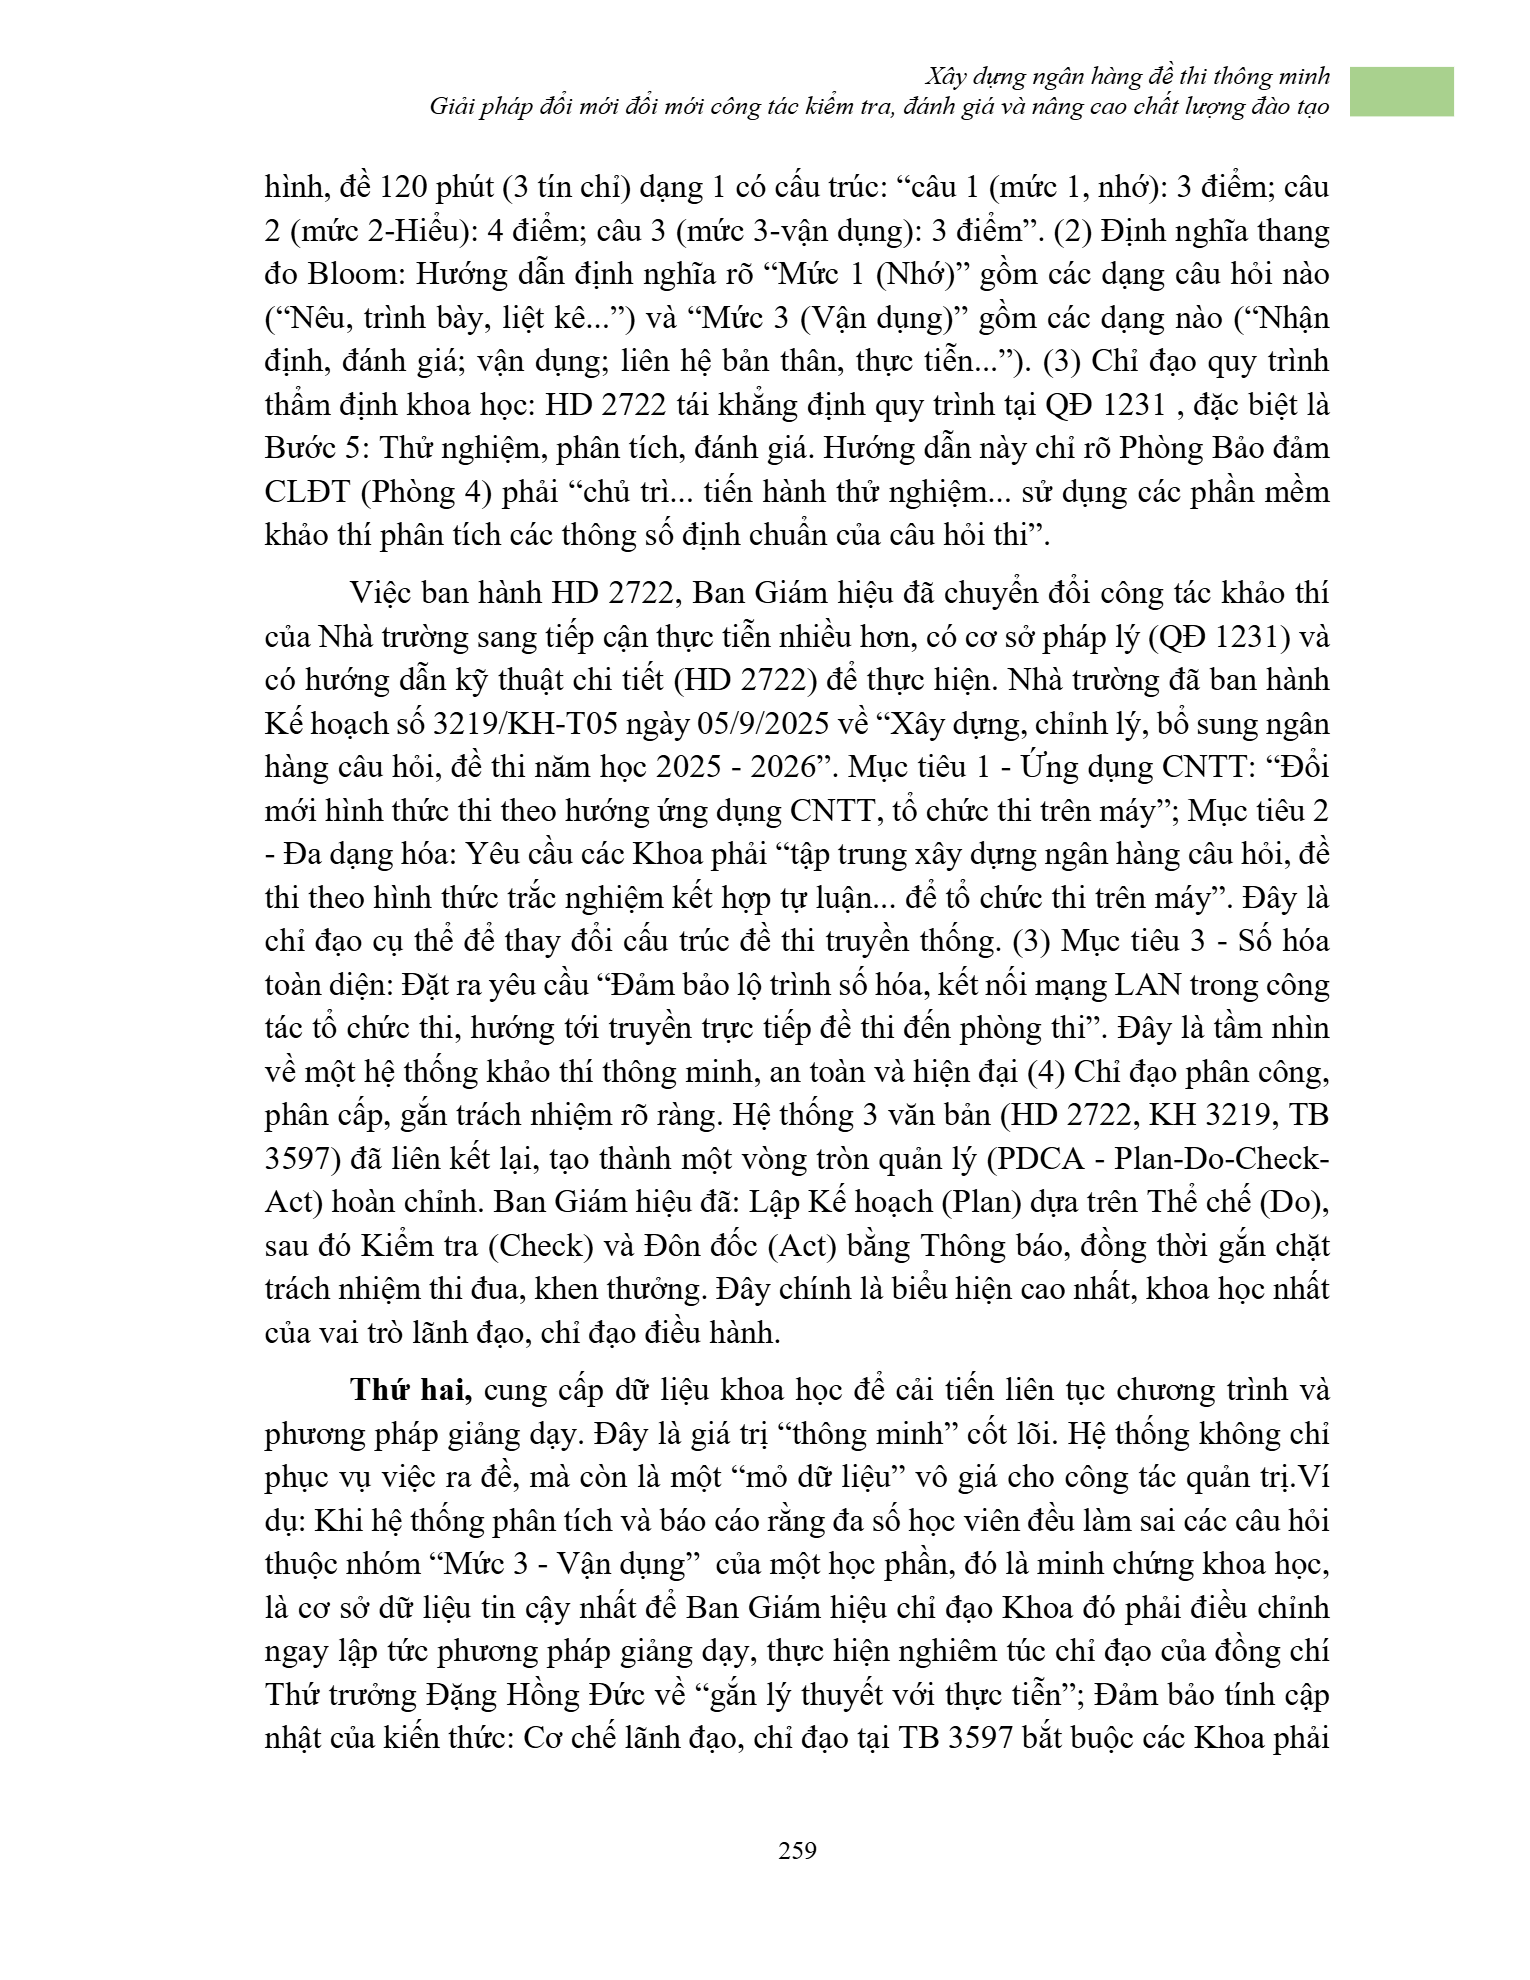 Xây dựng ngân hàng đề thi thông minh
Giải pháp đổi mới đổi mới công tác kiểm tra, đánh giá và nâng cao chất lượng đào tạo
hình, đề 120 phút (3 tín chỉ) dạng 1 có cấu trúc: “câu 1 (mức 1, nhớ): 3 điểm; câu
2 (mức 2-Hiểu): 4 điểm; câu 3 (mức 3-vận dụng): 3 điểm”. (2) Định nghĩa thang
đo Bloom: Hướng dẫn định nghĩa rõ “Mức 1 (Nhớ)” gồm các dạng câu hỏi nào
(“Nêu, trình bày, liệt kê...”) và “Mức 3 (Vận dụng)” gồm các dạng nào (“Nhận
định, đánh giá; vận dụng; liên hệ bản thân, thực tiễn...”). (3) Chỉ đạo quy trình
thẩm định khoa học: HD 2722 tái khẳng định quy trình tại QĐ 1231 , đặc biệt là
Bước 5: Thử nghiệm, phân tích, đánh giá. Hướng dẫn này chỉ rõ Phòng Bảo đảm
CLĐT (Phòng 4) phải “chủ trì... tiến hành thử nghiệm... sử dụng các phần mềm
khảo thí phân tích các thông số định chuẩn của câu hỏi thi”.
Việc ban hành HD 2722, Ban Giám hiệu đã chuyển đổi công tác khảo thí
của Nhà trường sang tiếp cận thực tiễn nhiều hơn, có cơ sở pháp lý (QĐ 1231) và
có hướng dẫn kỹ thuật chi tiết (HD 2722) để thực hiện. Nhà trường đã ban hành
Kế hoạch số 3219/KH-T05 ngày 05/9/2025 về “Xây dựng, chỉnh lý, bổ sung ngân
hàng câu hỏi, đề thi năm học 2025 - 2026”. Mục tiêu 1 - Ứng dụng CNTT: “Đổi
mới hình thức thi theo hướng ứng dụng CNTT, tổ chức thi trên máy”; Mục tiêu 2
- Đa dạng hóa: Yêu cầu các Khoa phải “tập trung xây dựng ngân hàng câu hỏi, đề
thi theo hình thức trắc nghiệm kết hợp tự luận... để tổ chức thi trên máy”. Đây là
chỉ đạo cụ thể để thay đổi cấu trúc đề thi truyền thống. (3) Mục tiêu 3 - Số hóa
toàn diện: Đặt ra yêu cầu “Đảm bảo lộ trình số hóa, kết nối mạng LAN trong công
tác tổ chức thi, hướng tới truyền trực tiếp đề thi đến phòng thi”. Đây là tầm nhìn
về một hệ thống khảo thí thông minh, an toàn và hiện đại (4) Chỉ đạo phân công,
phân cấp, gắn trách nhiệm rõ ràng. Hệ thống 3 văn bản (HD 2722, KH 3219, TB
3597) đã liên kết lại, tạo thành một vòng tròn quản lý (PDCA - Plan-Do-Check-
Act) hoàn chỉnh. Ban Giám hiệu đã: Lập Kế hoạch (Plan) dựa trên Thể chế (Do),
sau đó Kiểm tra (Check) và Đôn đốc (Act) bằng Thông báo, đồng thời gắn chặt
trách nhiệm thi đua, khen thưởng. Đây chính là biểu hiện cao nhất, khoa học nhất
của vai trò lãnh đạo, chỉ đạo điều hành.
Thứ hai, cung cấp dữ liệu khoa học để cải tiến liên tục chương trình và
phương pháp giảng dạy. Đây là giá trị “thông minh” cốt lõi. Hệ thống không chỉ
phục vụ việc ra đề, mà còn là một “mỏ dữ liệu” vô giá cho công tác quản trị.Ví
dụ: Khi hệ thống phân tích và báo cáo rằng đa số học viên đều làm sai các câu hỏi
thuộc nhóm “Mức 3 - Vận dụng”  của một học phần, đó là minh chứng khoa học,
là cơ sở dữ liệu tin cậy nhất để Ban Giám hiệu chỉ đạo Khoa đó phải điều chỉnh
ngay lập tức phương pháp giảng dạy, thực hiện nghiêm túc chỉ đạo của đồng chí
Thứ trưởng Đặng Hồng Đức về “gắn lý thuyết với thực tiễn”; Đảm bảo tính cập
nhật của kiến thức: Cơ chế lãnh đạo, chỉ đạo tại TB 3597 bắt buộc các Khoa phải
259